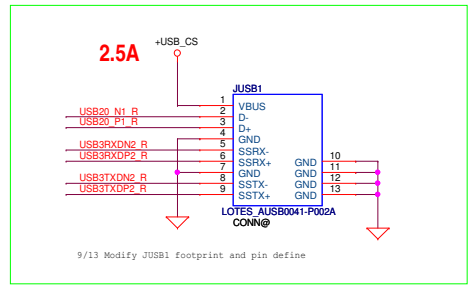 +USB_CS
2.5A
JUSB1
1 VBUS
USB20_N1_R 2 D-
USB20_P1_R 3 D+
4 GND
USB3RXDN2_R 5 SSRX-
USB3RXDP2_R 6 SSRX+ GND 10
7 GND GND 11
USB3TXDN2_R 8 SSTX- GND 12
USB3TXDP2_R 9 SSTX+ GND 13
LOTES_AUSB0041-P002A
CONN@
9/13 Modify JUSB1 footprint and pin define